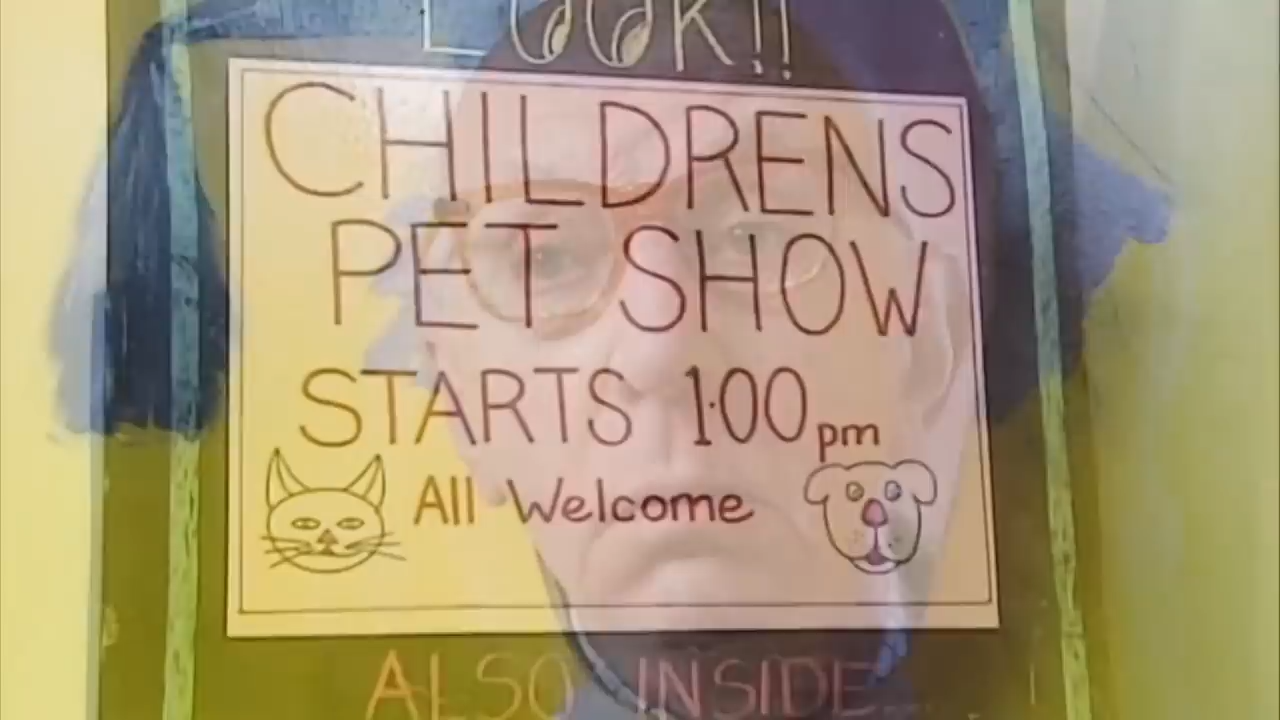 LOOK!!
CHILDRENS
PET SHOW
STARTS 1.00 pm
All Welcome
ALSO INSIDE...